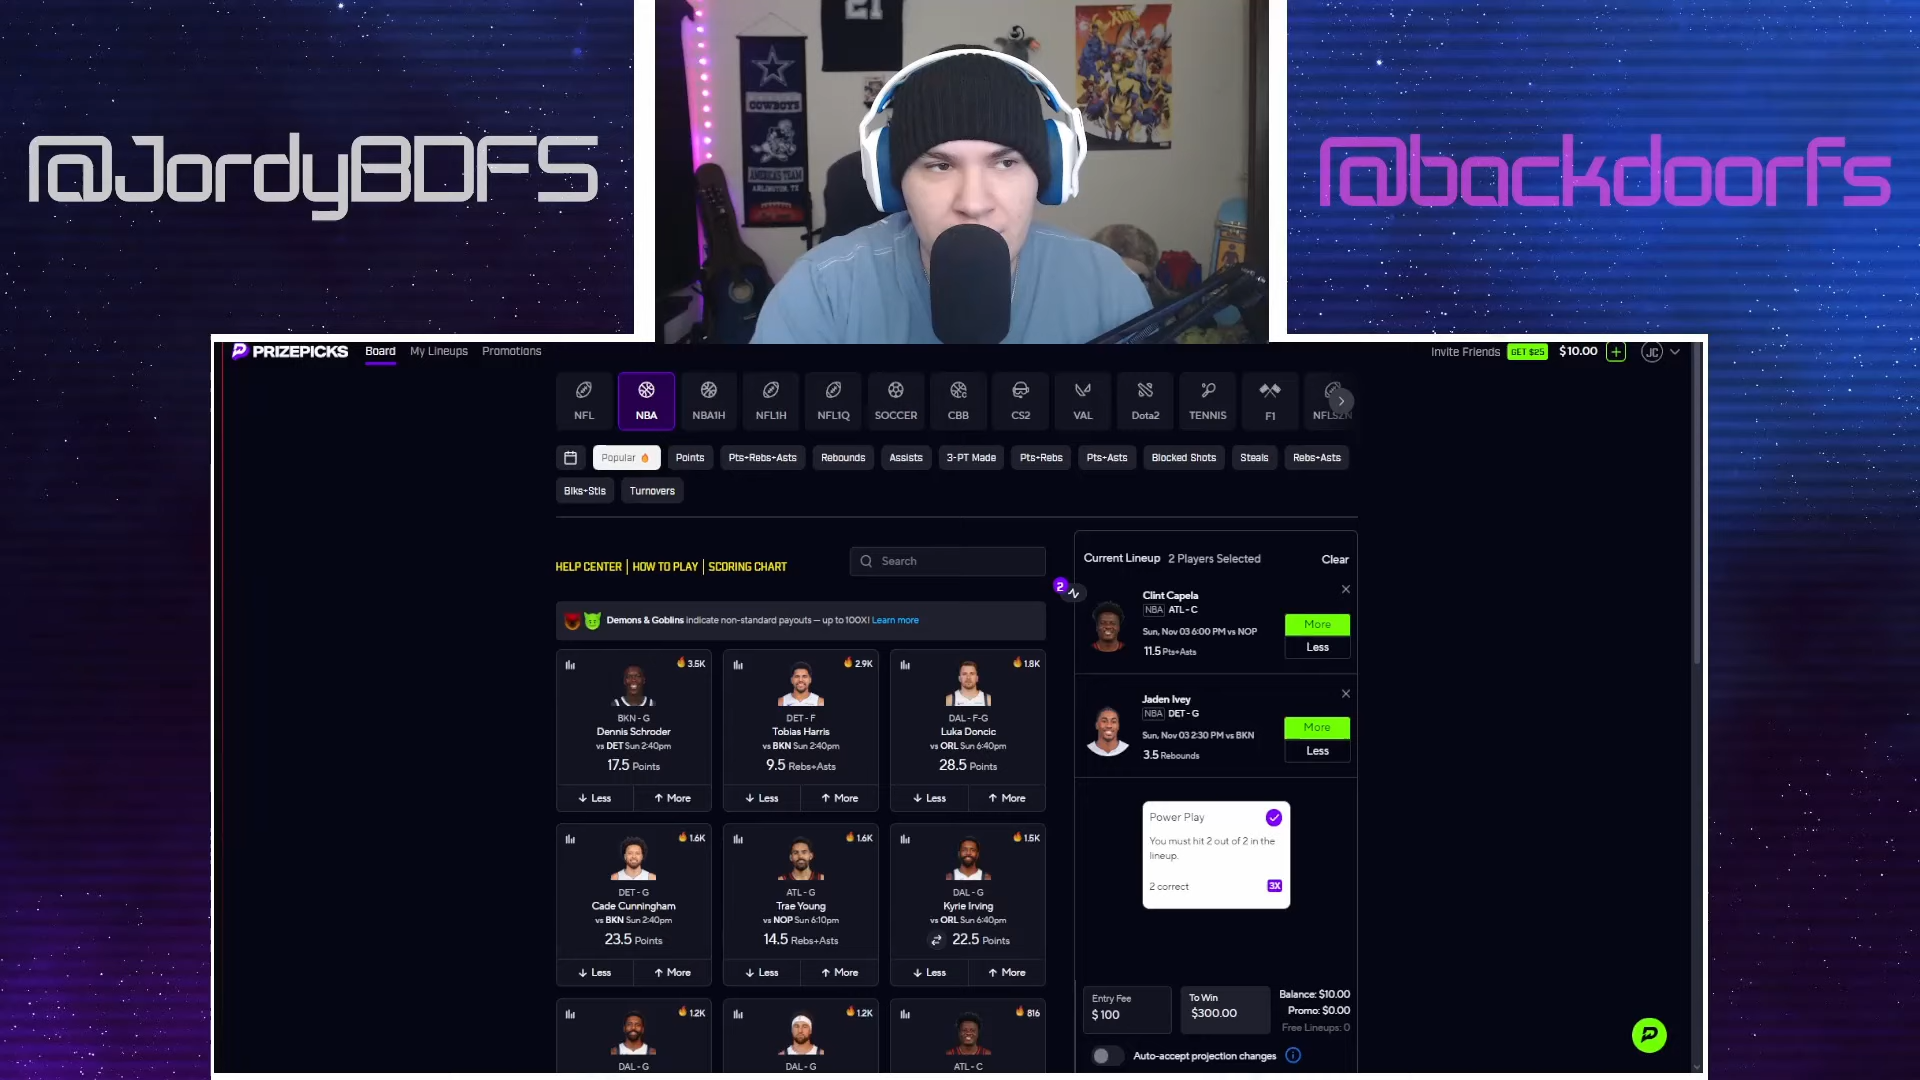 @JordyBDFS
21
COWBOYS
AMERICA'S TEAM
ARLINGTON, TX
X-MEN
@backdoorfs
PRIZEPICKS Board My Lineups Promotions
Invite Friends GET $25 $10.00 + JC
NFL NBA NBA1H NFL1H NFL1Q SOCCER CBB CS2 VAL Dota2 TENNIS F1 NFLSZN
Popular Points Pts+Rebs+Asts Rebounds Assists 3-PT Made Pts+Rebs Pts+Asts Blocked Shots Steals Rebs+Asts
Blks+Stls Turnovers
HELP CENTER | HOW TO PLAY | SCORING CHART
Search
Demons & Goblins indicate non-standard payouts — up to 100X! Learn more
3.5K
BKN - G
Dennis Schroder
vs DET Sun 2:40pm
17.5 Points
Less More
2.9K
DET - F
Tobias Harris
vs BKN Sun 2:40pm
9.5 Rebs+Asts
Less More
1.8K
DAL - F-G
Luka Doncic
vs ORL Sun 6:40pm
28.5 Points
Less More
1.6K
DET - G
Cade Cunningham
vs BKN Sun 2:40pm
23.5 Points
Less More
1.6K
ATL - G
Trae Young
vs NOP Sun 6:10pm
14.5 Rebs+Asts
Less More
1.5K
DAL - G
Kyrie Irving
vs ORL Sun 6:40pm
22.5 Points
Less More
1.2K
DAL - G
1.2K
DAL - G
816
ATL - C
2
Current Lineup 2 Players Selected Clear
Clint Capela
NBA ATL - C
Sun, Nov 03 6:00 PM vs NOP
11.5 Pts+Asts
More
Less
Jaden Ivey
NBA DET - G
Sun, Nov 03 2:30 PM vs BKN
3.5 Rebounds
More
Less
Power Play
You must hit 2 out of 2 in the
lineup.
2 correct 3X
Entry Fee
$ 100
To Win
$300.00
Balance: $10.00
Promo: $0.00
Free Lineups: 0
Auto-accept projection changes